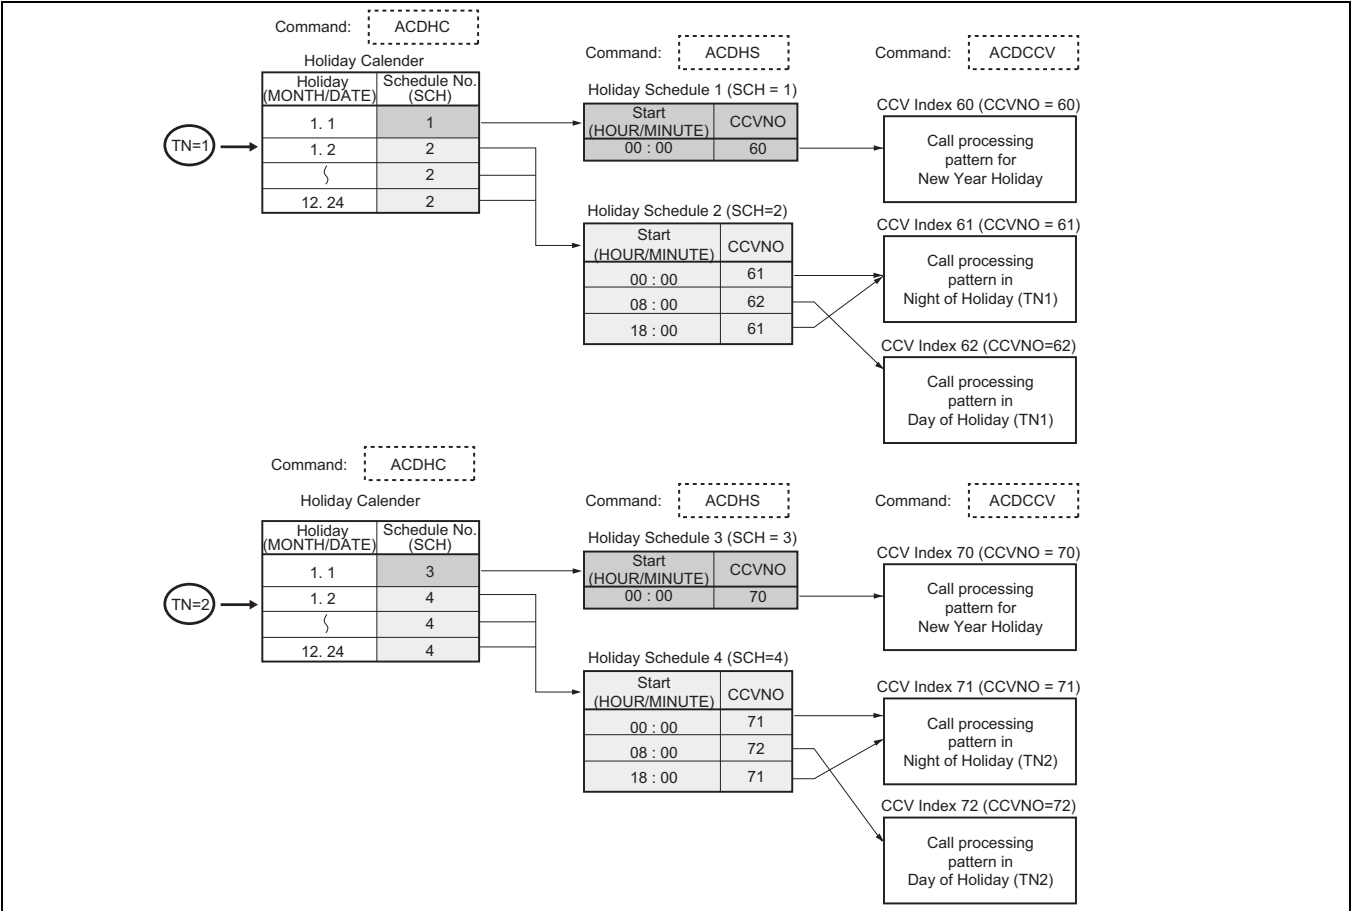 Command: ACDHC
Holiday Calender
Holiday (MONTH/DATE) Schedule No. (SCH)
1. 1 1
1. 2 2
2
12. 24 2
TN=1
Command: ACDHS
Holiday Schedule 1 (SCH = 1)
Start (HOUR/MINUTE) CCVNO
00 : 00 60
Holiday Schedule 2 (SCH=2)
Start (HOUR/MINUTE) CCVNO
00 : 00 61
08 : 00 62
18 : 00 61
Command: ACDCCV
CCV Index 60 (CCVNO = 60)
Call processing
pattern for
New Year Holiday
CCV Index 61 (CCVNO = 61)
Call processing
pattern in
Night of Holiday (TN1)
CCV Index 62 (CCVNO=62)
Call processing
pattern in
Day of Holiday (TN1)
Command: ACDHC
Holiday Calender
Holiday (MONTH/DATE) Schedule No. (SCH)
1. 1 3
1. 2 4
4
12. 24 4
TN=2
Command: ACDHS
Holiday Schedule 3 (SCH = 3)
Start (HOUR/MINUTE) CCVNO
00 : 00 70
Holiday Schedule 4 (SCH=4)
Start (HOUR/MINUTE) CCVNO
00 : 00 71
08 : 00 72
18 : 00 71
Command: ACDCCV
CCV Index 70 (CCVNO = 70)
Call processing
pattern for
New Year Holiday
CCV Index 71 (CCVNO = 71)
Call processing
pattern in
Night of Holiday (TN2)
CCV Index 72 (CCVNO=72)
Call processing
pattern in
Day of Holiday (TN2)